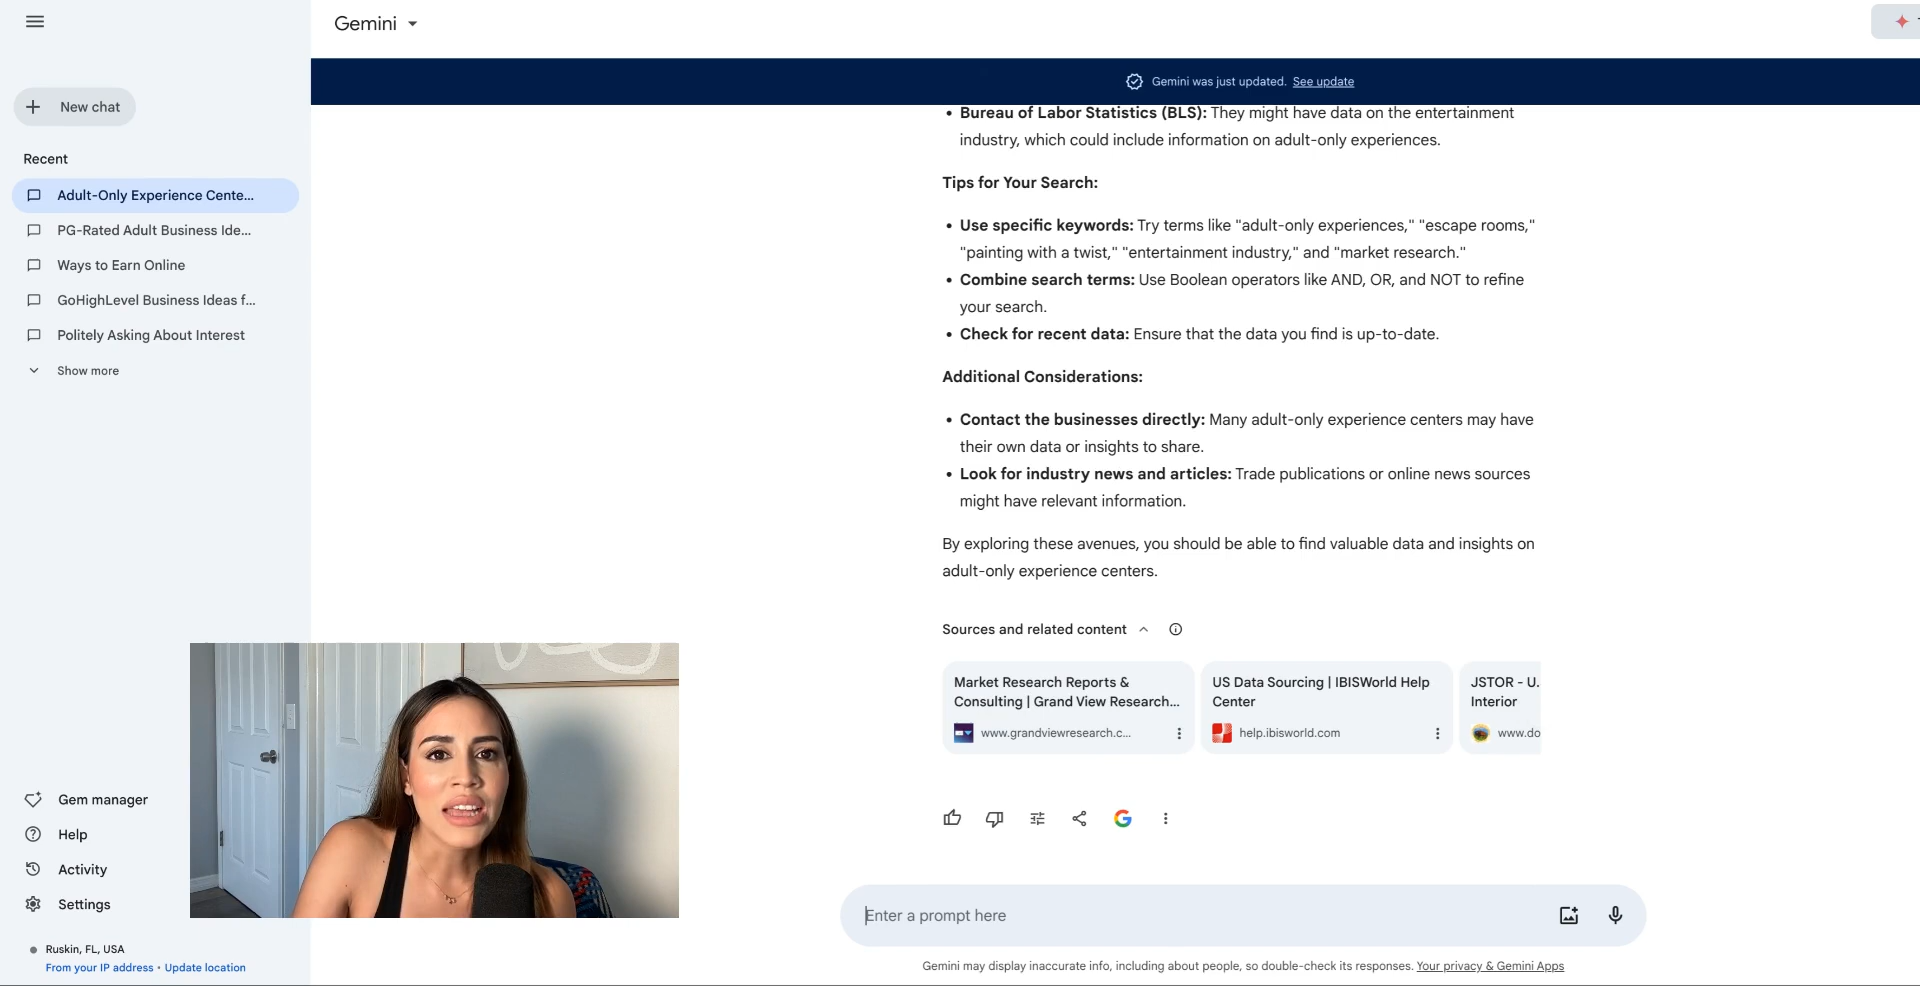 Gemini
New chat
Recent
Adult-Only Experience Cente...
PG-Rated Adult Business Ide...
Ways to Earn Online
GoHighLevel Business Ideas f...
Politely Asking About Interest
Show more
Gem manager
Help
Activity
Settings
Ruskin, FL, USA
From your IP address • Update location
Gemini was just updated. See update
• Bureau of Labor Statistics (BLS): They might have data on the entertainment
industry, which could include information on adult-only experiences.
Tips for Your Search:
• Use specific keywords: Try terms like "adult-only experiences," "escape rooms,"
"painting with a twist," "entertainment industry," and "market research."
• Combine search terms: Use Boolean operators like AND, OR, and NOT to refine
your search.
• Check for recent data: Ensure that the data you find is up-to-date.
Additional Considerations:
• Contact the businesses directly: Many adult-only experience centers may have
their own data or insights to share.
• Look for industry news and articles: Trade publications or online news sources
might have relevant information.
By exploring these avenues, you should be able to find valuable data and insights on
adult-only experience centers.
Sources and related content
Market Research Reports &
Consulting | Grand View Research...
www.grandviewresearch.c...
US Data Sourcing | IBISWorld Help
Center
help.ibisworld.com
JSTOR - U.
Interior
www.do
Enter a prompt here
Gemini may display inaccurate info, including about people, so double-check its responses. Your privacy & Gemini Apps